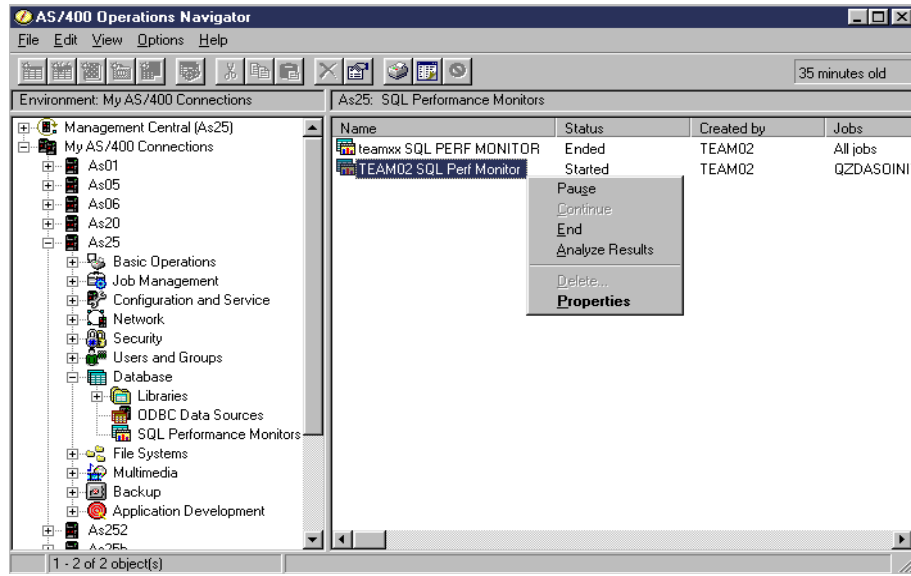 AS/400 Operations Navigator
File Edit View Options Help
35 minutes old
Environment: My AS/400 Connections
As25: SQL Performance Monitors
Management Central (As25)
My AS/400 Connections
As01
As05
As06
As20
As25
Basic Operations
Job Management
Configuration and Service
Network
Security
Users and Groups
Database
Libraries
ODBC Data Sources
SQL Performance Monitors
File Systems
Multimedia
Backup
Application Development
As252
As25b
Name Status Created by Jobs
teamxx SQL PERF MONITOR Ended TEAM02 All jobs
TEAM02 SQL Perf Monitor Started TEAM02 QZDASOINI
Pause
Continue
End
Analyze Results
Delete...
Properties
1 - 2 of 2 object(s)